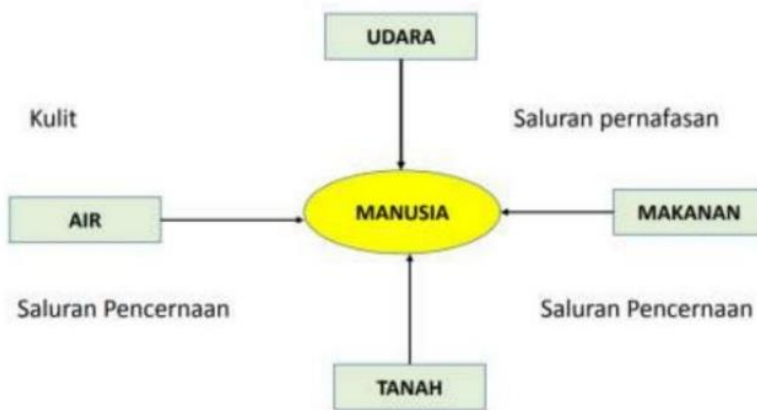 UDARA
Kulit
Saluran pernafasan
AIR
MANUSIA
MAKANAN
Saluran Pencernaan
Saluran Pencernaan
TANAH